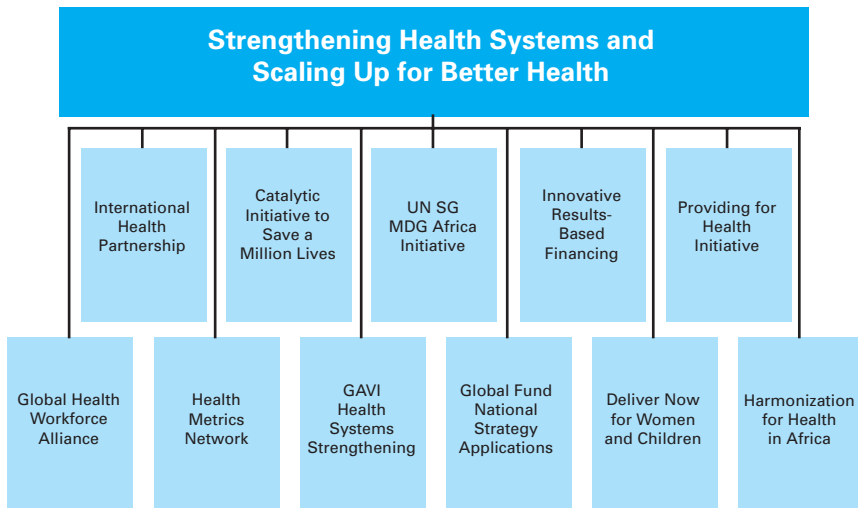 Strengthening Health Systems and
Scaling Up for Better Health
International
Health
Partnership
Catalytic
Initiative to
Save a
Million Lives
UN SG
MDG Africa
Initiative
Innovative
Results-
Based
Financing
Providing for
Health
Initiative
Global Health
Workforce
Alliance
Health
Metrics
Network
GAVI
Health
Systems
Strengthening
Global Fund
National
Strategy
Applications
Deliver Now
for Women
and Children
Harmonization
for Health
in Africa